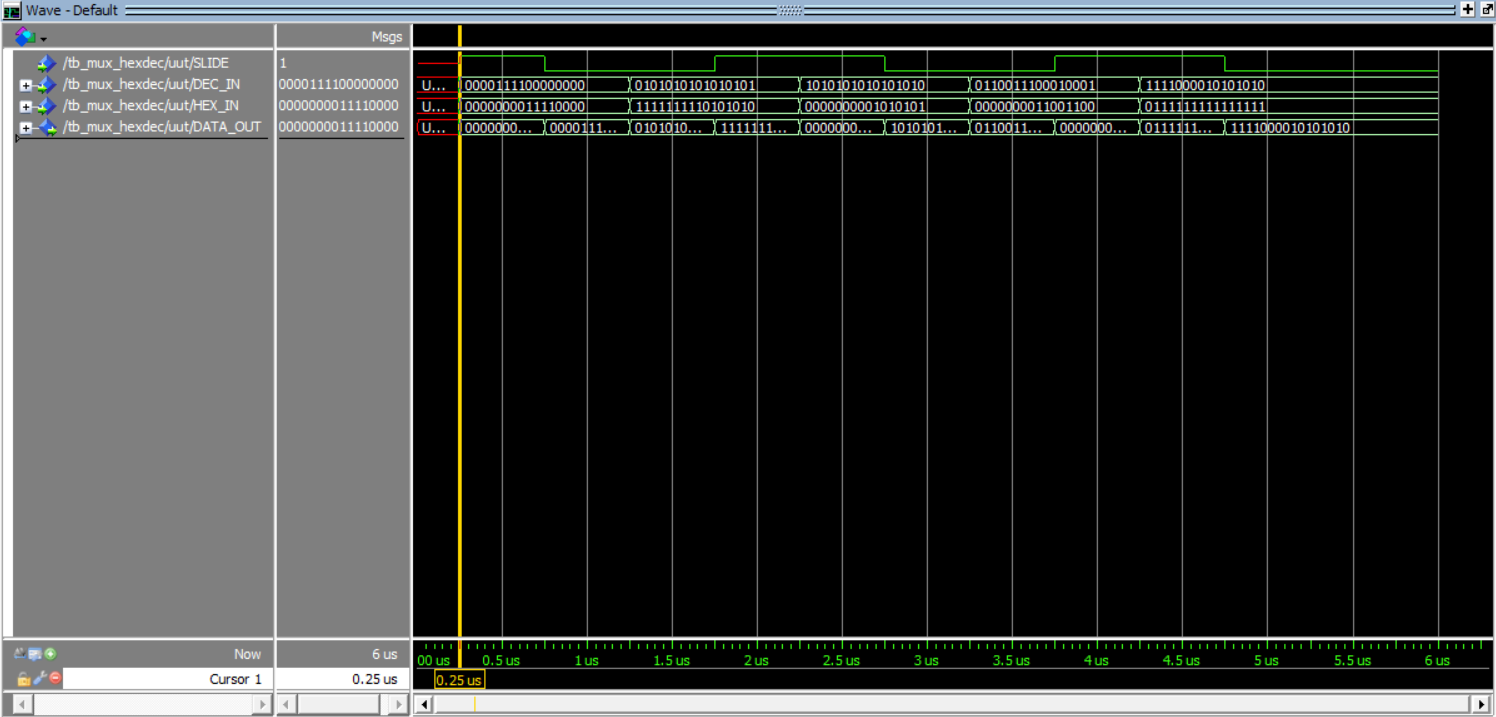 Wave - Default
Msgs
/tb_mux_hexdec/uut/SLIDE 1
/tb_mux_hexdec/uut/DEC_IN 0000111100000000 U... 0000111100000000 0101010101010101 1010101010101010 0110011100010001 1111000010101010
/tb_mux_hexdec/uut/HEX_IN 0000000011110000 U... 0000000011110000 1111111110101010 0000000001010101 0000000011001100 0111111111111111
/tb_mux_hexdec/uut/DATA_OUT 0000000011110000 U... 0000000... 0000111... 0101010... 1111111... 0000000... 1010101... 0110011... 0000000... 0111111... 1111000010101010
Now 6 us 00 us 0.5 us 1 us 1.5 us 2 us 2.5 us 3 us 3.5 us 4 us 4.5 us 5 us 5.5 us 6 us
Cursor 1 0.25 us 0.25 us